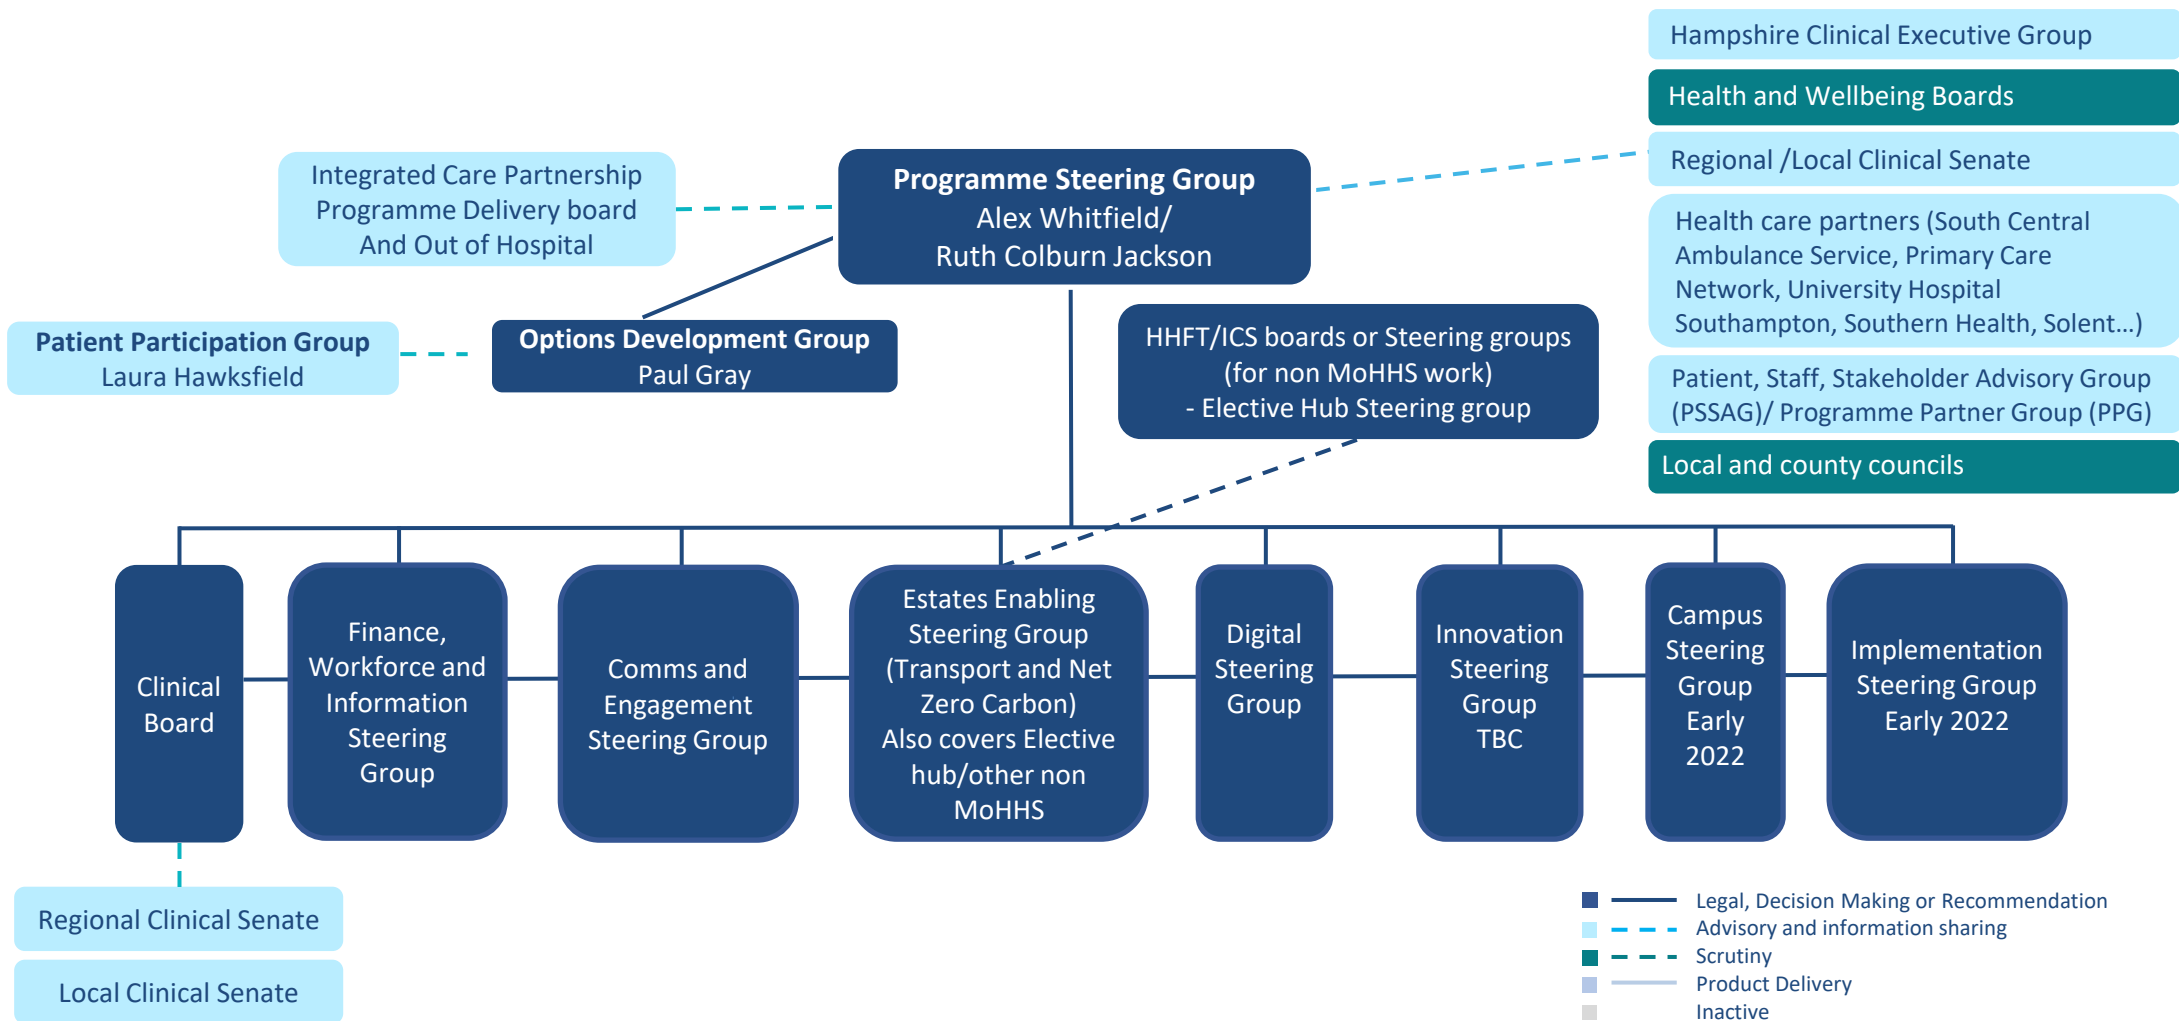 Hampshire Clinical Executive Group
Health and Wellbeing Boards
Regional /Local Clinical Senate
Health care partners (South Central
Ambulance Service, Primary Care
Network, University Hospital
Southampton, Southern Health, Solent...)
Patient, Staff, Stakeholder Advisory Group
(PSSAG)/ Programme Partner Group (PPG)
Local and county councils
Integrated Care Partnership
Programme Delivery board
And Out of Hospital
Programme Steering Group
Alex Whitfield/
Ruth Colburn Jackson
Patient Participation Group
Laura Hawksfield
Options Development Group
Paul Gray
HHFT/ICS boards or Steering groups
(for non MoHHS work)
- Elective Hub Steering group
Clinical
Board
Finance,
Workforce and
Information
Steering
Group
Comms and
Engagement
Steering Group
Estates Enabling
Steering Group
(Transport and Net
Zero Carbon)
Also covers Elective
hub/other non
MoHHS
Digital
Steering
Group
Innovation
Steering
Group
TBC
Campus
Steering
Group
Early
2022
Implementation
Steering Group
Early 2022
Regional Clinical Senate
Local Clinical Senate
Legal, Decision Making or Recommendation
Advisory and information sharing
Scrutiny
Product Delivery
Inactive